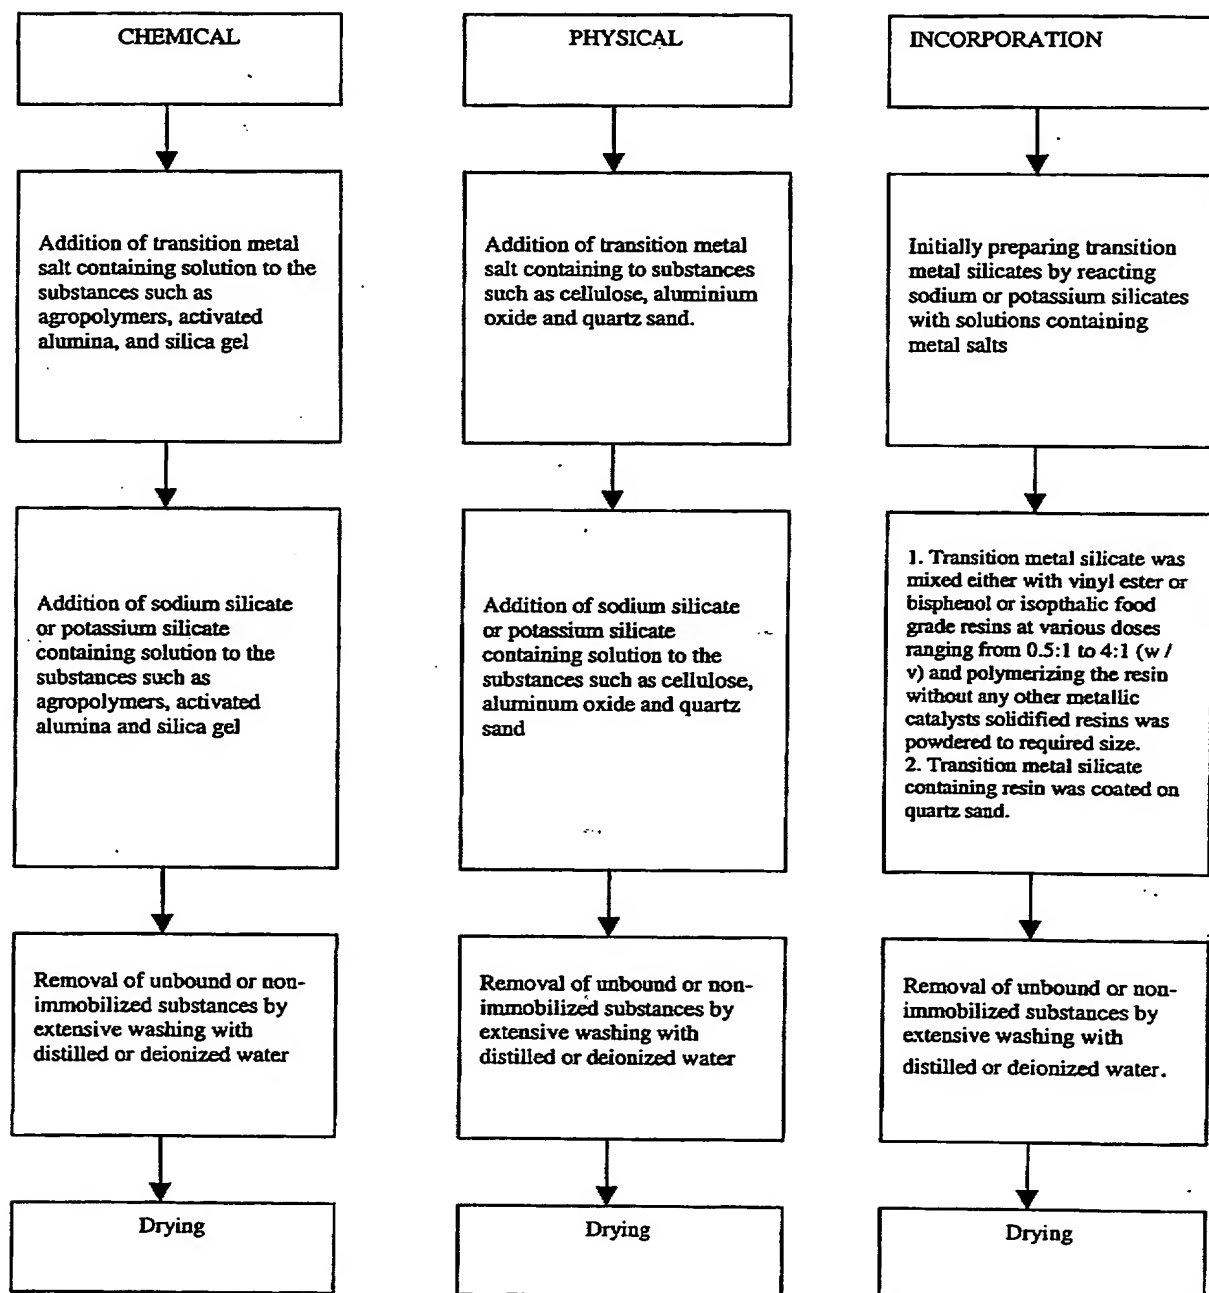 CHEMICAL
Addition of transition metal
salt containing solution to the
substances such as
agropolymers, activated
alumina, and silica gel
Addition of sodium silicate
or potassium silicate
containing solution to the
substances such as
agropolymers, activated
alumina and silica gel
Removal of unbound or non-
immobilized substances by
extensive washing with
distilled or deionized water
Drying
PHYSICAL
Addition of transition metal
salt containing to substances
such as cellulose, aluminium
oxide and quartz sand.
Addition of sodium silicate
or potassium silicate
containing solution to the
substances such as cellulose,
aluminum oxide and quartz
sand
Removal of unbound or non-
immobilized substances by
extensive washing with
distilled or deionized water
Drying
INCORPORATION
Initially preparing transition
metal silicates by reacting
sodium or potassium silicates
with solutions containing
metal salts
1. Transition metal silicate was
mixed either with vinyl ester or
bisphenol or isopthalic food
grade resins at various doses
ranging from 0.5:1 to 4:1 (w /
v) and polymerizing the resin
without any other metallic
catalysts solidified resins was
powdered to required size.
2. Transition metal silicate
containing resin was coated on
quartz sand.
Removal of unbound or non-
immobilized substances by
extensive washing with
distilled or deionized water.
Drying